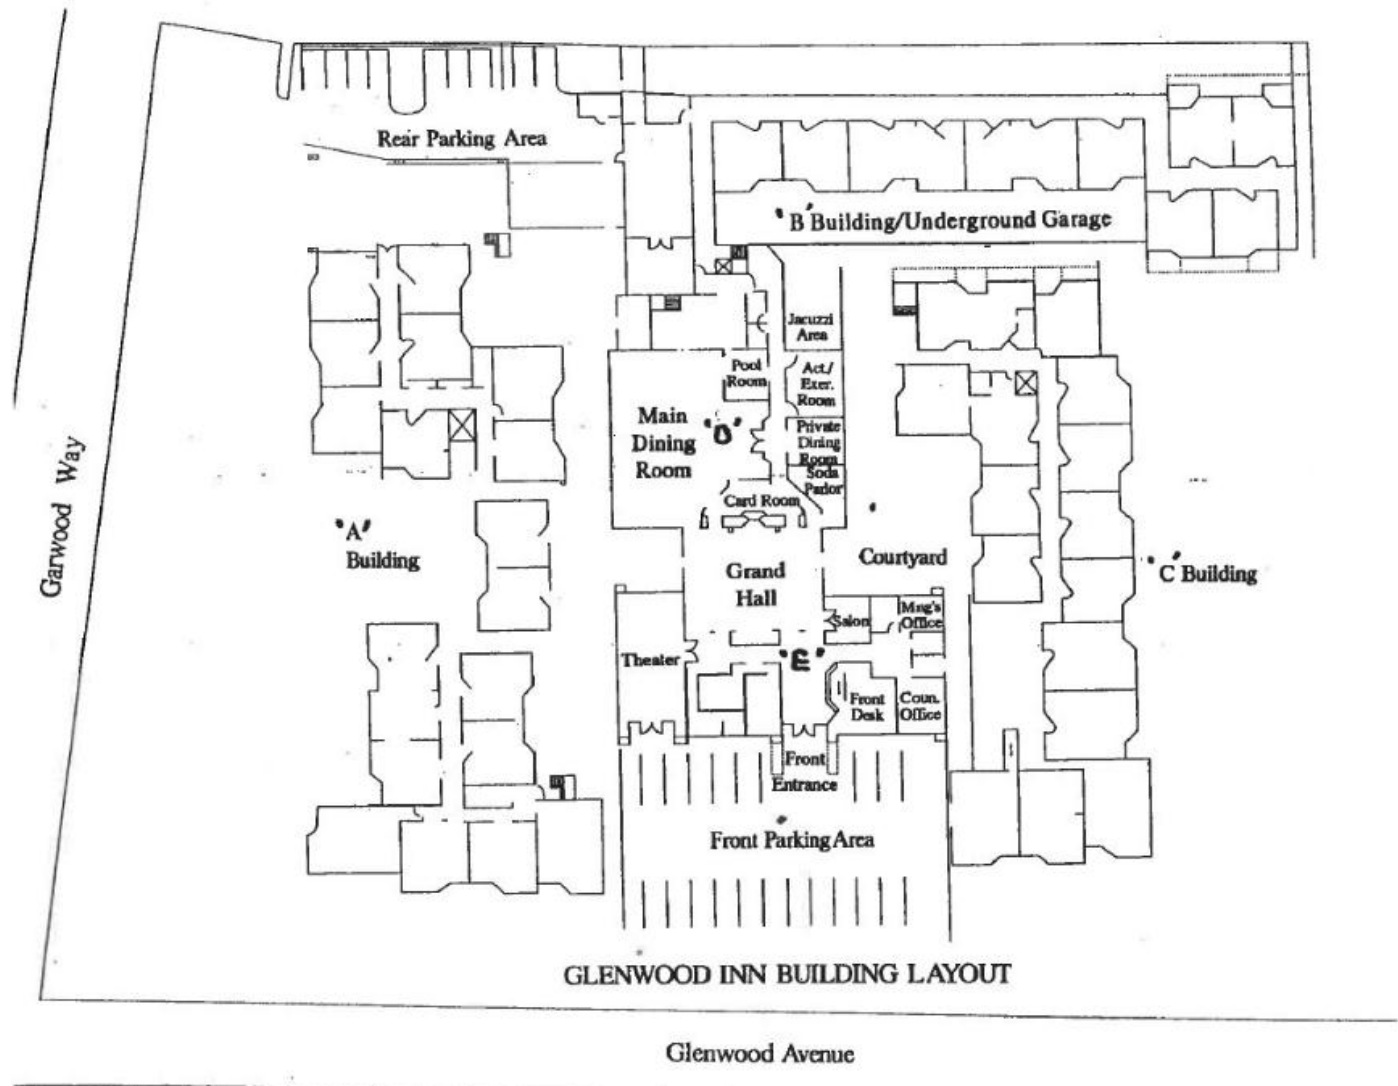 Rear Parking Area
"B" Building/Underground Garage
Jacuzzi
Area
Pool
Room
Act./
Exer.
Room
Main
Dining
Room
"D"
Private
Dining
Room
Soda
Parlor
Card Room
Garwood Way
"A"
Building
Grand
Hall
Courtyard
"C" Building
Salon
Mng's
Office
Theater
"E"
Front
Desk
Coun.
Office
Front
Entrance
Front Parking Area
GLENWOOD INN BUILDING LAYOUT
Glenwood Avenue